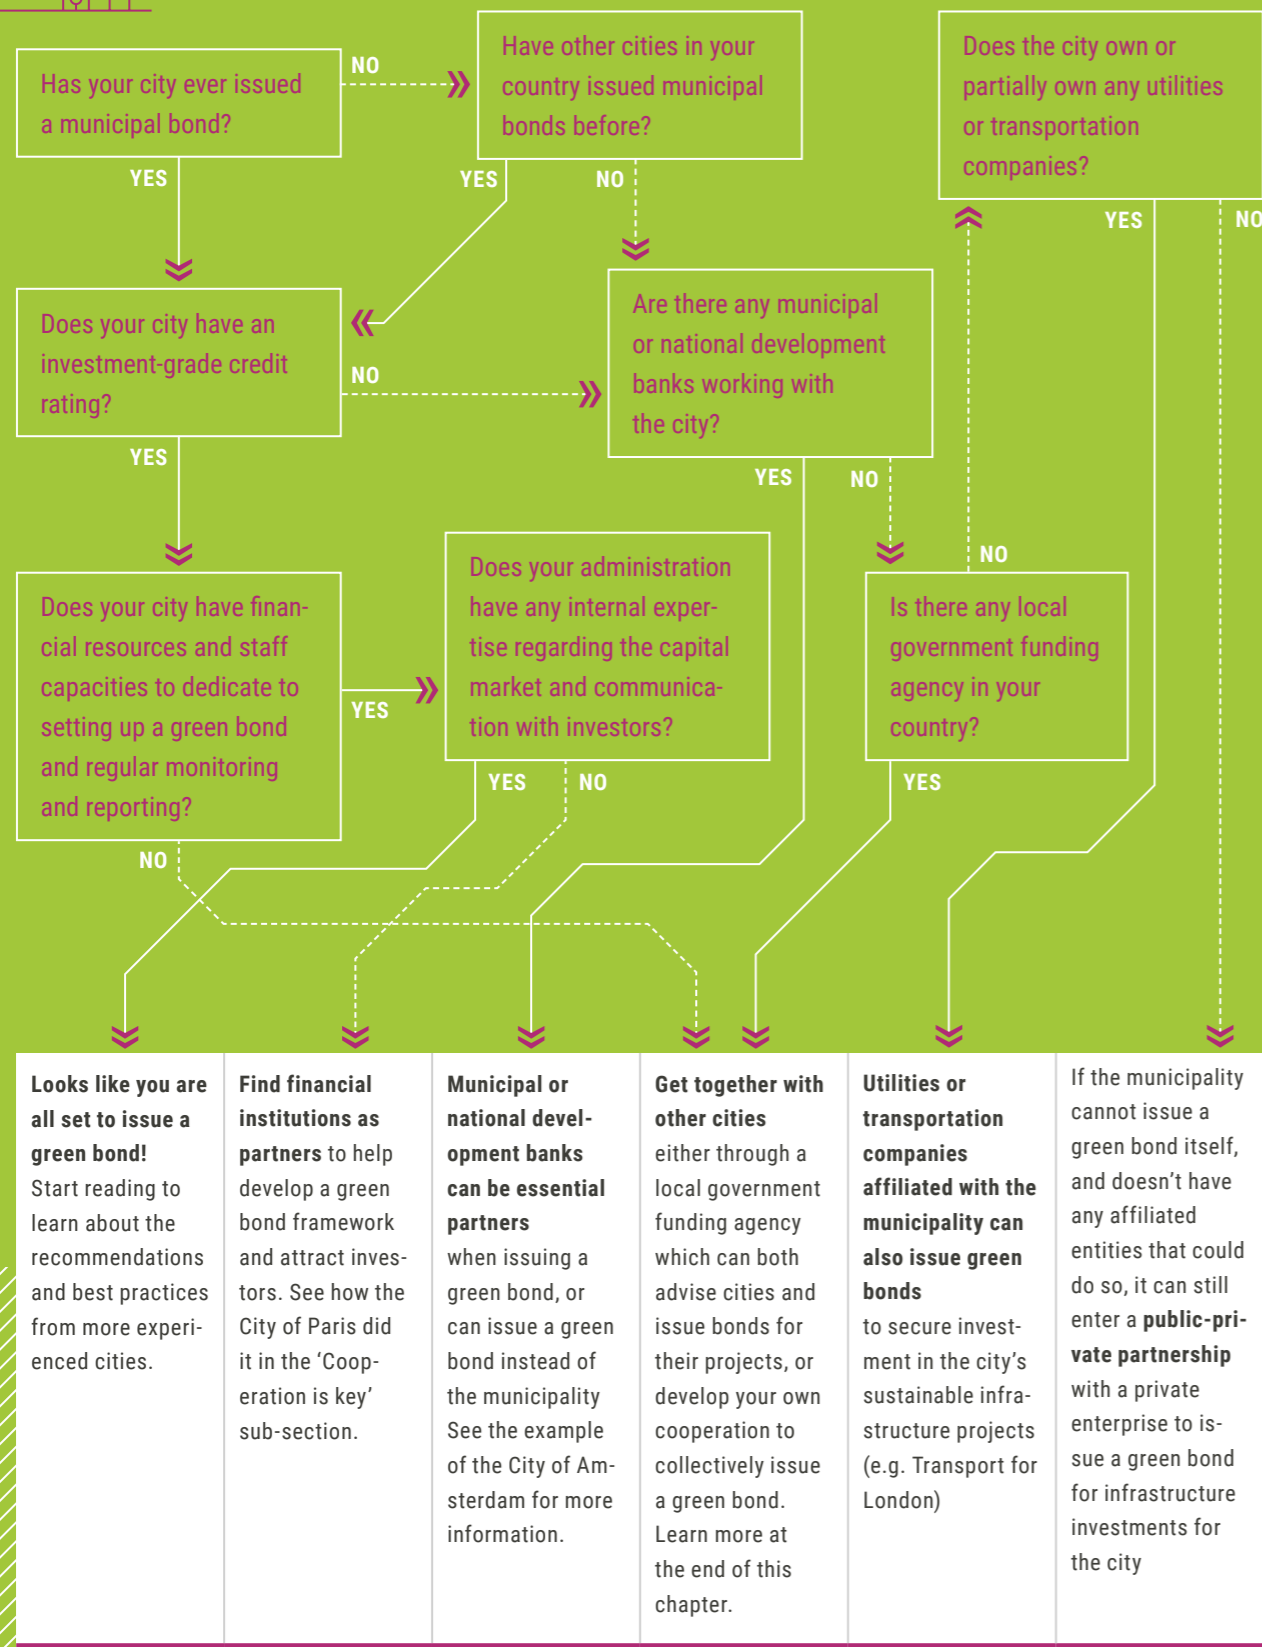 Has your city ever issued
a municipal bond?
NO
Have other cities in your
country issued municipal
bonds before?
Does the city own or
partially own any utilities
or transportation
companies?
YES
YES
NO
YES
NO
Does your city have an
investment-grade credit
rating?
NO
Are there any municipal
or national development
banks working with
the city?
YES
YES
NO
Does your city have finan-
cial resources and staff
capacities to dedicate to
setting up a green bond
and regular monitoring
and reporting?
YES
Does your administration
have any internal exper-
tise regarding the capital
market and communica-
tion with investors?
NO
Is there any local
government funding
agency in your
country?
YES
NO
YES
NO
Looks like you are
all set to issue a
green bond!
Start reading to
learn about the
recommendations
and best practices
from more experi-
enced cities.
Find financial
institutions as
partners to help
develop a green
bond framework
and attract inves-
tors. See how the
City of Paris did
it in the ‘Coop-
eration is key’
sub-section.
Municipal or
national devel-
opment banks
can be essential
partners
when issuing a
green bond, or
can issue a green
bond instead of
the municipality
See the example
of the City of Am-
sterdam for more
information.
Get together with
other cities
either through a
local government
funding agency
which can both
advise cities and
issue bonds for
their projects, or
develop your own
cooperation to
collectively issue
a green bond.
Learn more at
the end of this
chapter.
Utilities or
transportation
companies
affiliated with the
municipality can
also issue green
bonds
to secure invest-
ment in the city’s
sustainable infra-
structure projects
(e.g. Transport for
London)
If the municipality
cannot issue a
green bond itself,
and doesn’t have
any affiliated
entities that could
do so, it can still
enter a public-pri-
vate partnership
with a private
enterprise to is-
sue a green bond
for infrastructure
investments for
the city